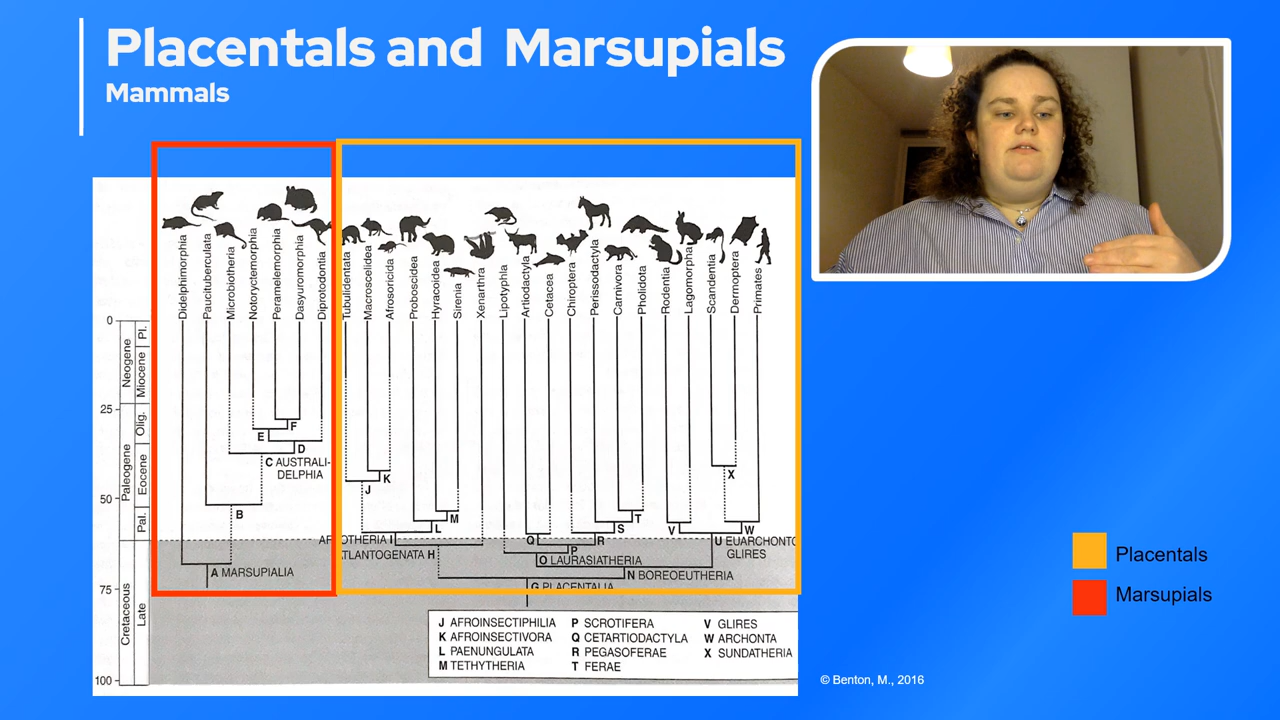 Placentals and Marsupials
Mammals
Didelphimorphia
Paucituberculata
Microbiotheria
Notoryctemorphia
Peramelemorphia
Dasyuromorphia
Diprotodontia
Tubulidentata
Macroscelidea
Afrosoricida
Proboscidea
Hyracoidea
Sirenia
Xenarthra
Lipotyphla
Artiodactyla
Cetacea
Chiroptera
Perissodactyla
Carnivora
Pholidota
Rodentia
Lagomorpha
Scandentia
Dermoptera
Primates
0
25
50
75
100
Neogene
Paleogene
Cretaceous
Pl.
Miocene
Olig.
Eocene
Pal.
Late
F
E
D
C AUSTRALI-
DELPHIA
B
A MARSUPIALIA
K
J
M
L
I
H
X
T
S
V
W
Q
R
P
U EUARCHONTO
GLIRES
O LAURASIATHERIA
N BOREOEUTHERIA
G PLACENTALIA
J AFROINSECTIPHILIA
K AFROINSECTIVORA
L PAENUNGULATA
M TETHYTHERIA
P SCROTIFERA
Q CETARTIODACTYLA
R PEGASOFERAE
T FERAE
V GLIRES
W ARCHONTA
X SUNDATHERIA
Placentals
Marsupials
© Benton, M., 2016